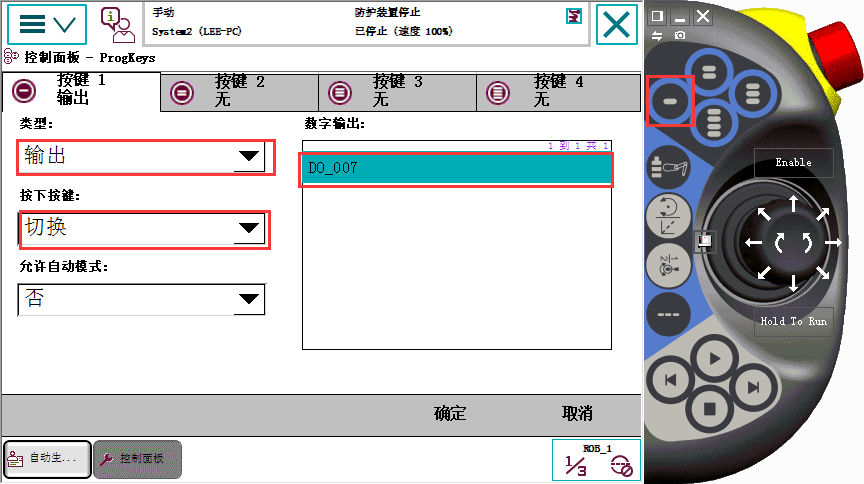 手动
System2 (LEE-PC)
防护装置停止
已停止 (速度 100%)
控制面板 - ProgKeys
按键 1
输出
按键 2
无
按键 3
无
按键 4
无
类型:
输出
按下按键:
切换
允许自动模式:
否
数字输出:
1 到 1 共 1
DO_007
确定
取消
自动生...
控制面板
ROB_1
1/3
Enable
Hold To Run